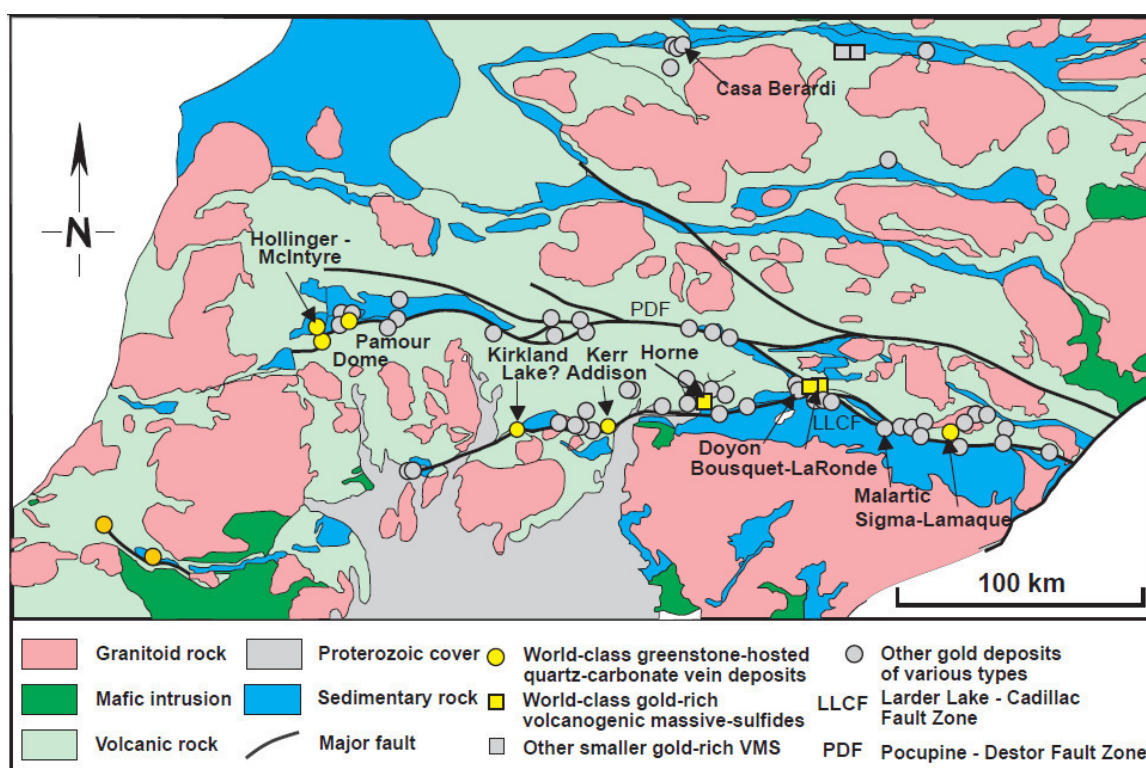 Casa Berardi
N
Hollinger -
McIntyre
PDF
Pamour
Dome
Kirkland
Lake?
Kerr
Addison
Horne
LLCF
Doyon
Bousquet-LaRonde
Malartic
Sigma-Lamaque
100 km
Granitoid rock
Mafic intrusion
Volcanic rock
Proterozoic cover
Sedimentary rock
Major fault
World-class greenstone-hosted
quartz-carbonate vein deposits
World-class gold-rich
volcanogenic massive-sulfides
Other smaller gold-rich VMS
Other gold deposits
of various types
LLCF Larder Lake - Cadillac
Fault Zone
PDF Pocupine - Destor Fault Zone